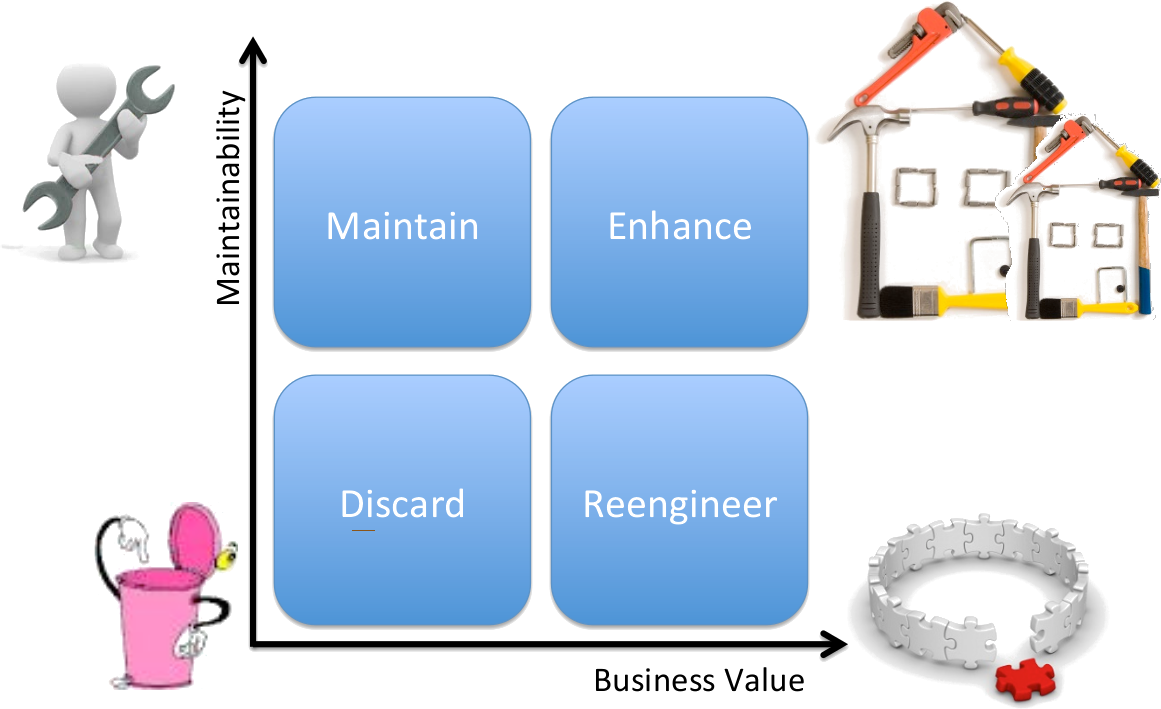 Maintainability
Maintain
Enhance
Discard
Reengineer
Business Value